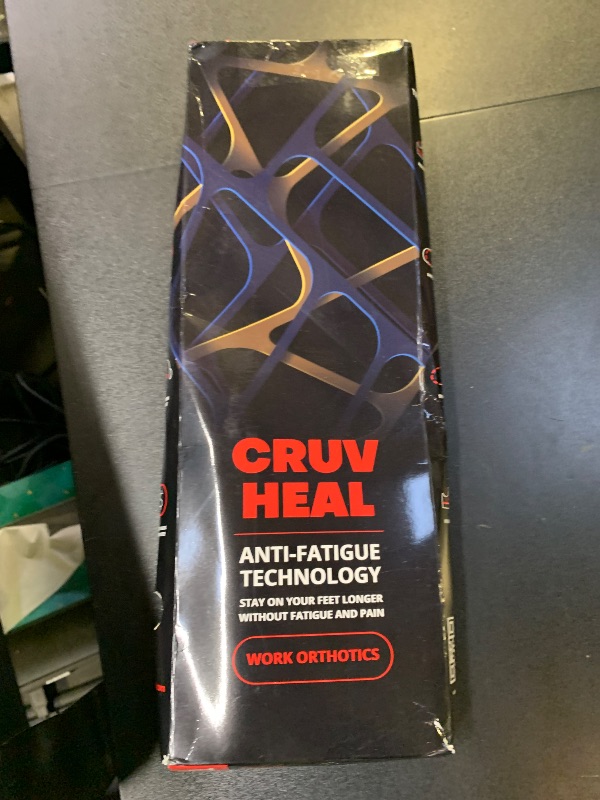 CRUV
HEAL
ANTI-FATIGUE
TECHNOLOGY
STAY ON YOUR FEET LONGER
WITHOUT FATIGUE AND PAIN
WORK ORTHOTICS